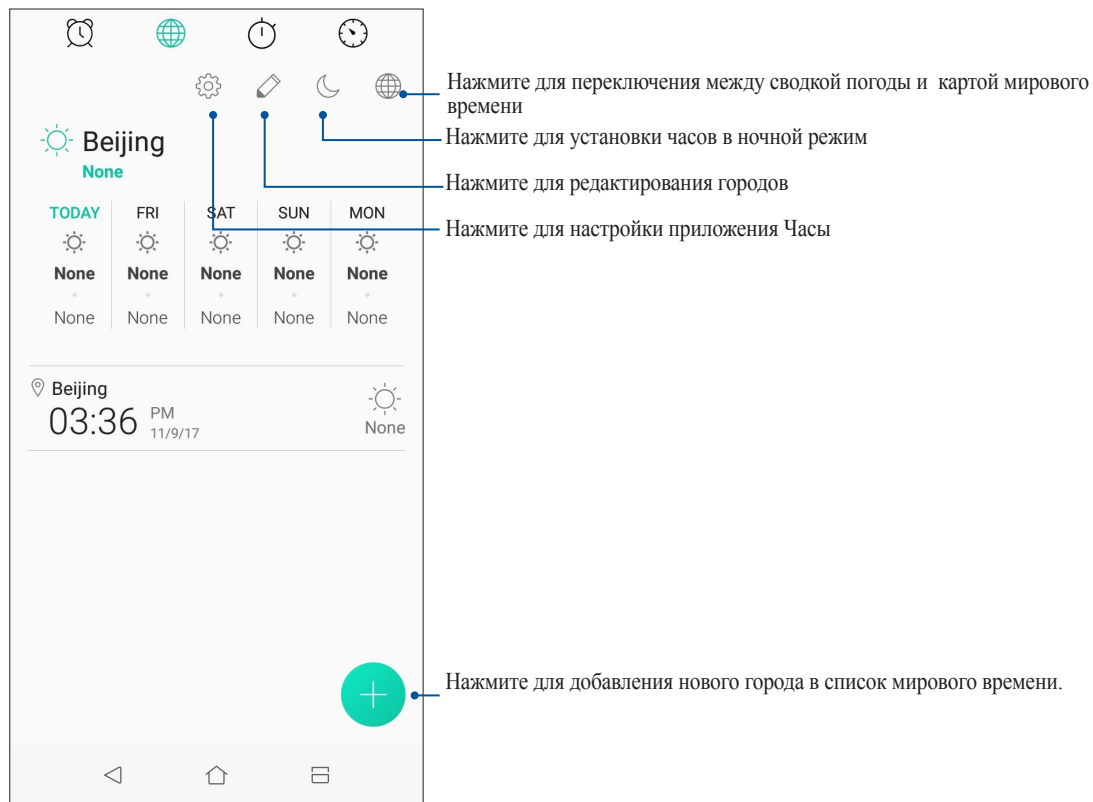 Нажмите для переключения между сводкой погоды и картой мирового
времени
Нажмите для установки часов в ночной режим
Beijing
None
Нажмите для редактирования городов
TODAY FRI SAT SUN MON
Нажмите для настройки приложения Часы
None None None None None
None None None None None
Beijing
03:36 PM
11/9/17
None
Нажмите для добавления нового города в список мирового времени.